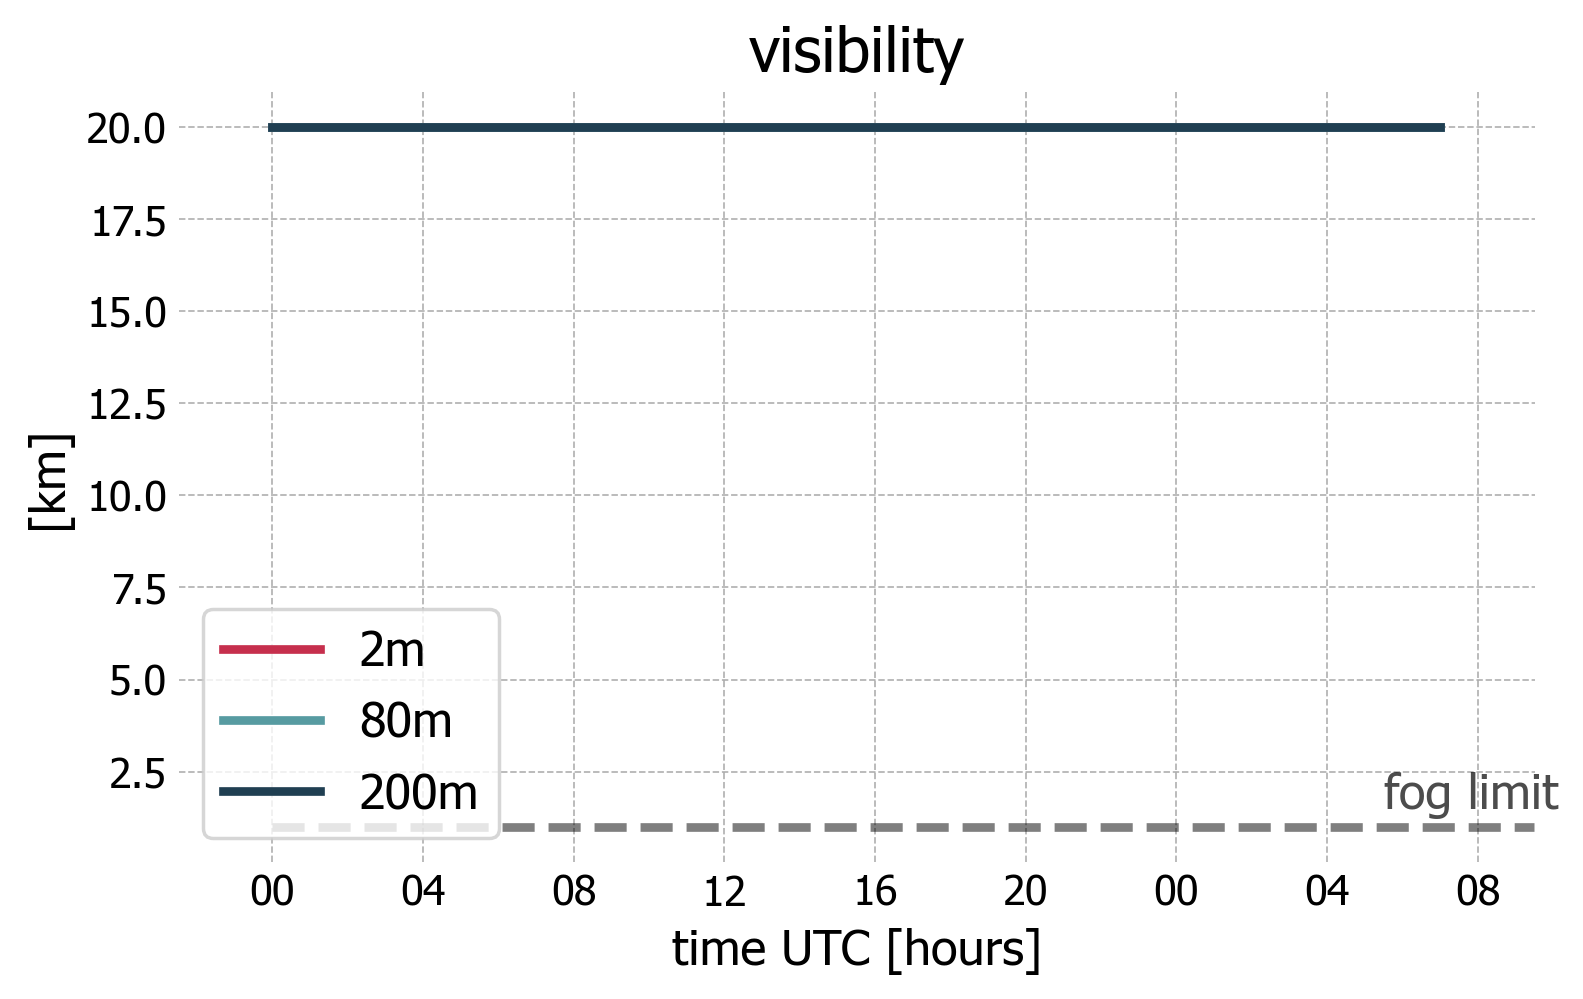 visibility
20.0
17.5
15.0
12.5
10.0
7.5
5.0
2.5
[km]
2m
80m
200m
fog limit
00 04 08 12 16 20 00 04 08
time UTC [hours]